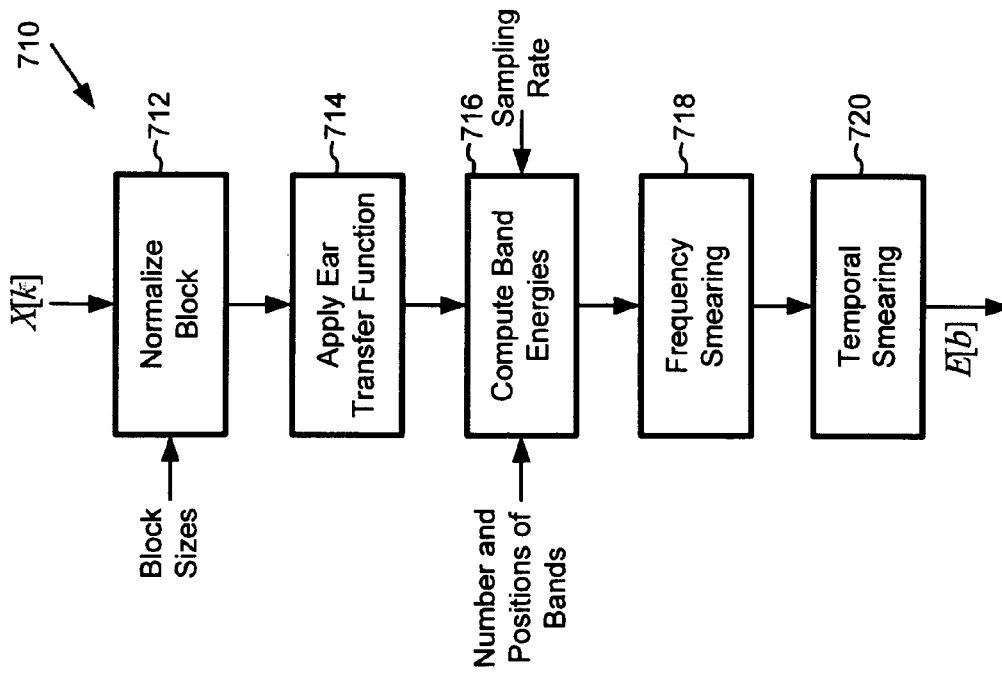 710
X[k]
712
Normalize
Block
Block
Sizes
714
Apply Ear
Transfer Function
716
Compute Band
Energies
Sampling
Rate
Number and
Positions of
Bands
718
Frequency
Smearing
720
Temporal
Smearing
E[b]